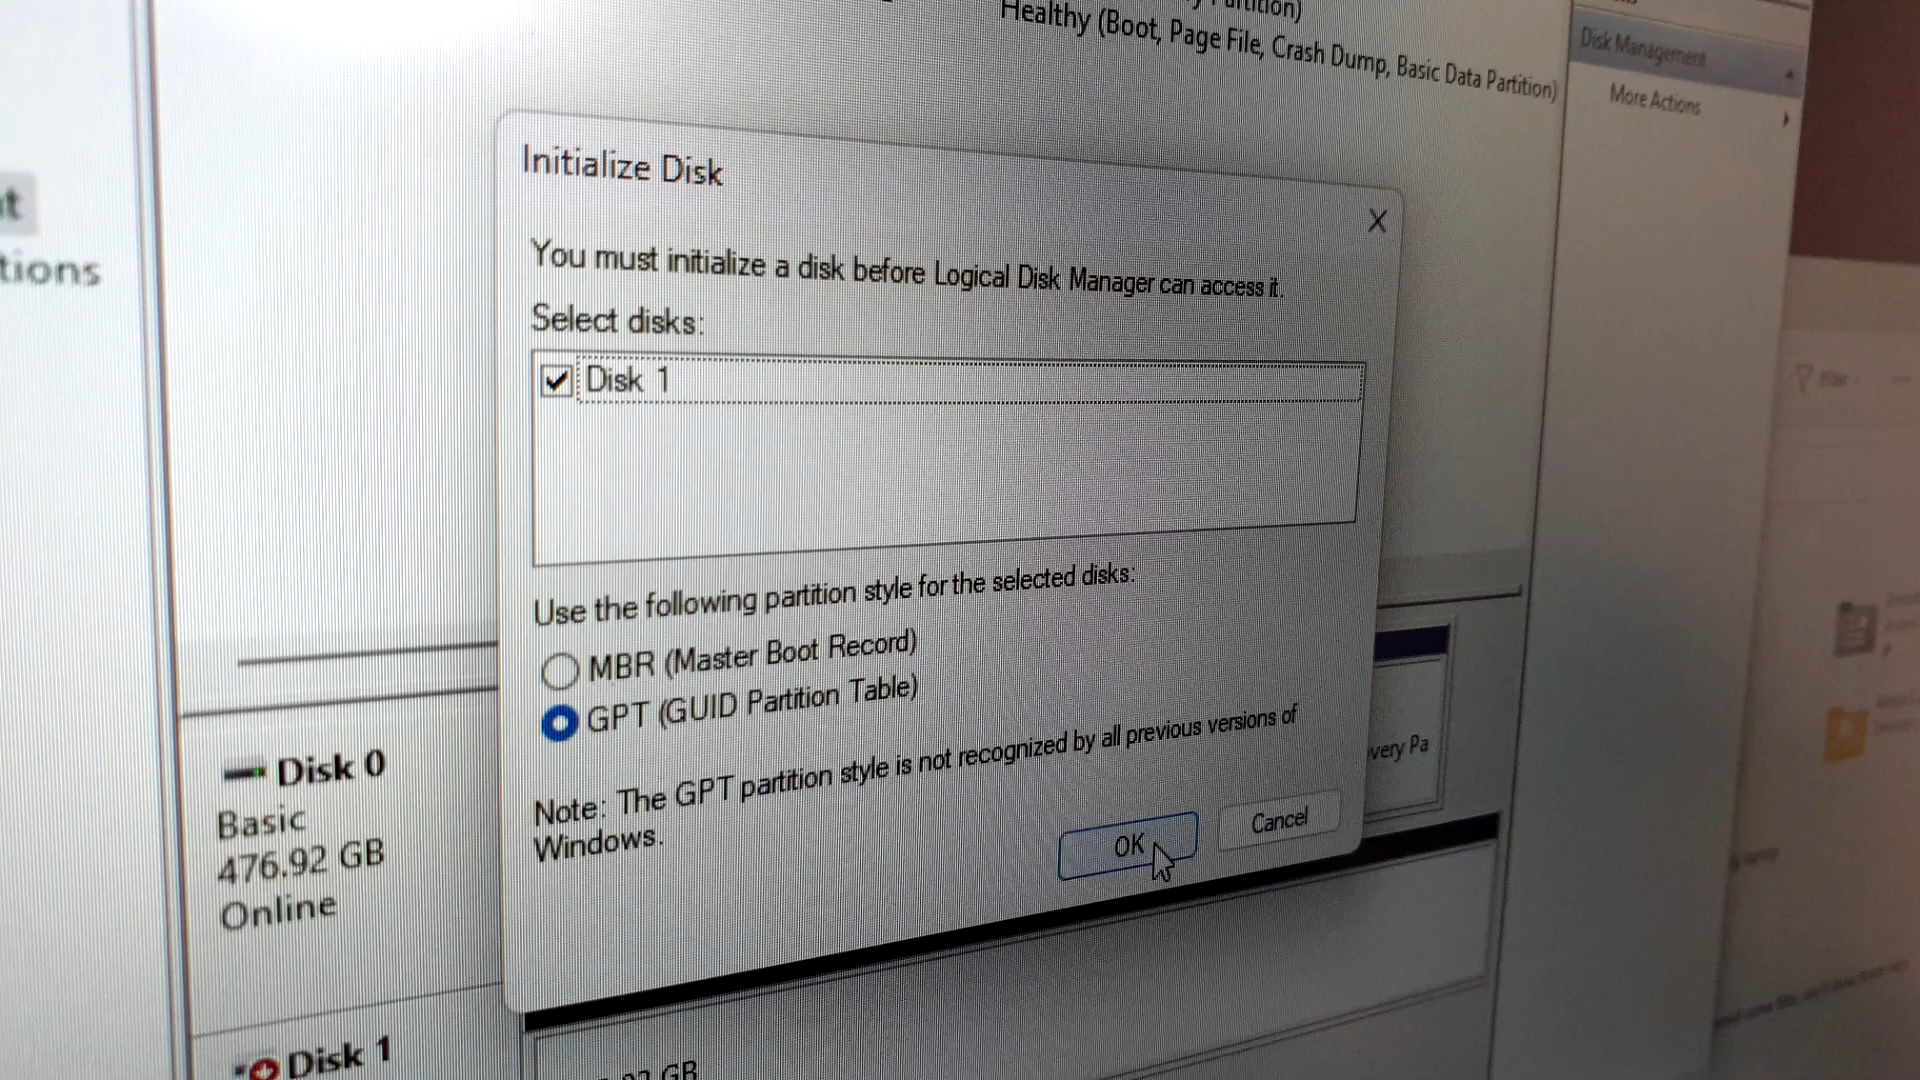 Partition)
Healthy (Boot, Page File, Crash Dump, Basic Data Partition)
Disk Management
More Actions
tions
Initialize Disk
You must initialize a disk before Logical Disk Manager can access it.
Select disks:
Disk 1
Use the following partition style for the selected disks:
MBR (Master Boot Record)
GPT (GUID Partition Table)
Note: The GPT partition style is not recognized by all previous versions of
Windows.
OK
Cancel
very Pa
Disk 0
Basic
476.92 GB
Online
Disk 1
GB